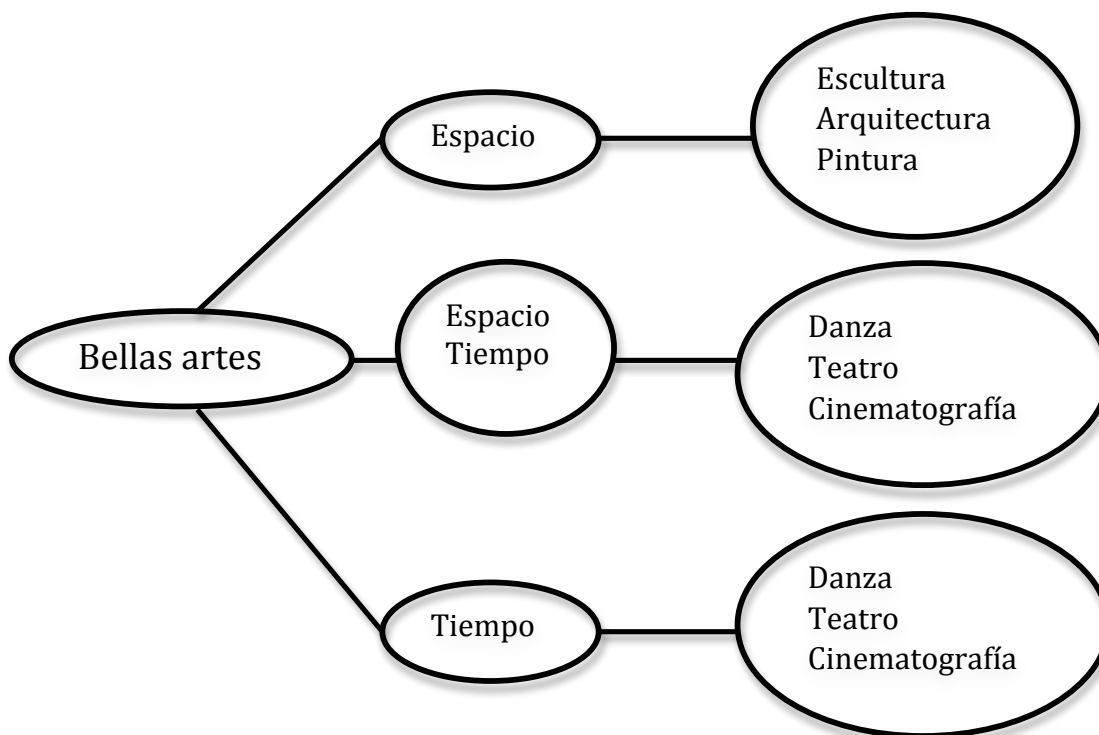 Bellas artes
Espacio
Escultura
Arquitectura
Pintura
Espacio
Tiempo
Danza
Teatro
Cinematografía
Tiempo
Danza
Teatro
Cinematografía